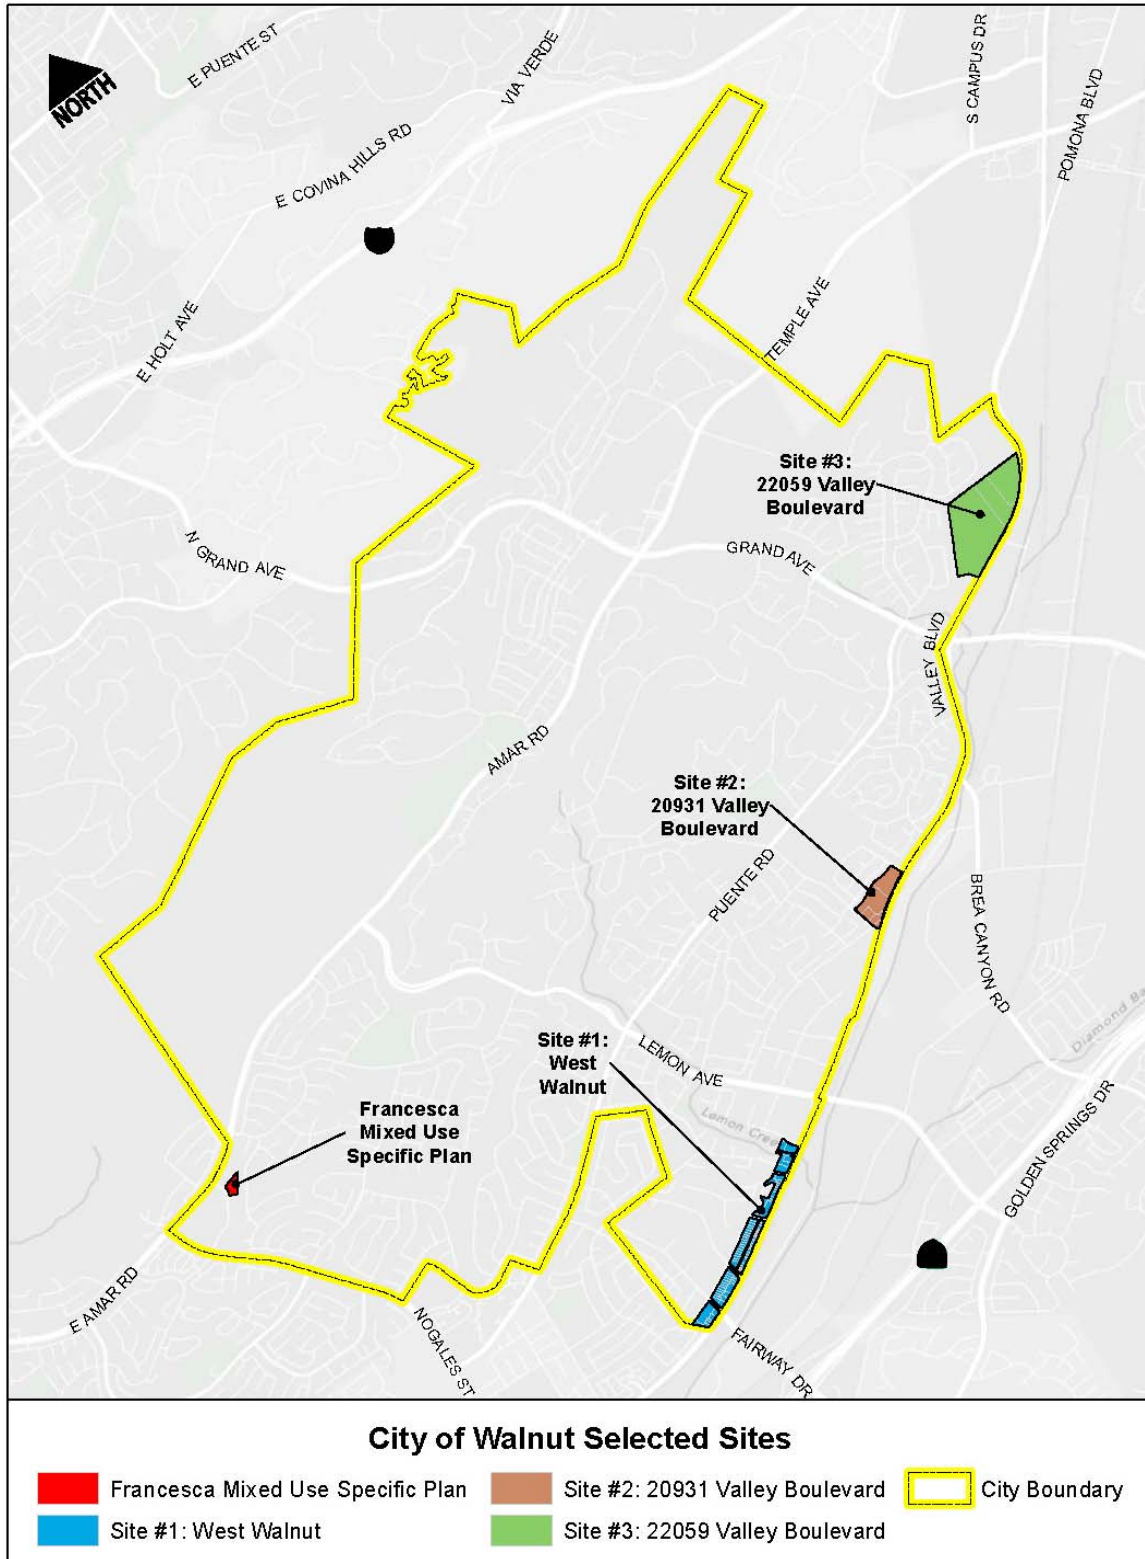 NORTH
E PUENTE ST
VIA VERDE
S CAMPUS DR
POMONA BLVD
E COVINA HILLS RD
E HOLT AVE
TEMPLE AVE
Site #3:
22059 Valley
Boulevard
N GRAND AVE
GRAND AVE
VALLEY BLVD
AMAR RD
Site #2:
20931 Valley
Boulevard
PUENTE RD
BREA CANYON RD
Site #1:
West
Walnut
LEMON AVE
Diamond Ba
Lemon Creek
GOLDEN SPRINGS DR
Francesca
Mixed Use
Specific Plan
E AMAR RD
NOGALES ST
FAIRWAY DR
City of Walnut Selected Sites
Francesca Mixed Use Specific Plan
Site #2: 20931 Valley Boulevard
City Boundary
Site #1: West Walnut
Site #3: 22059 Valley Boulevard